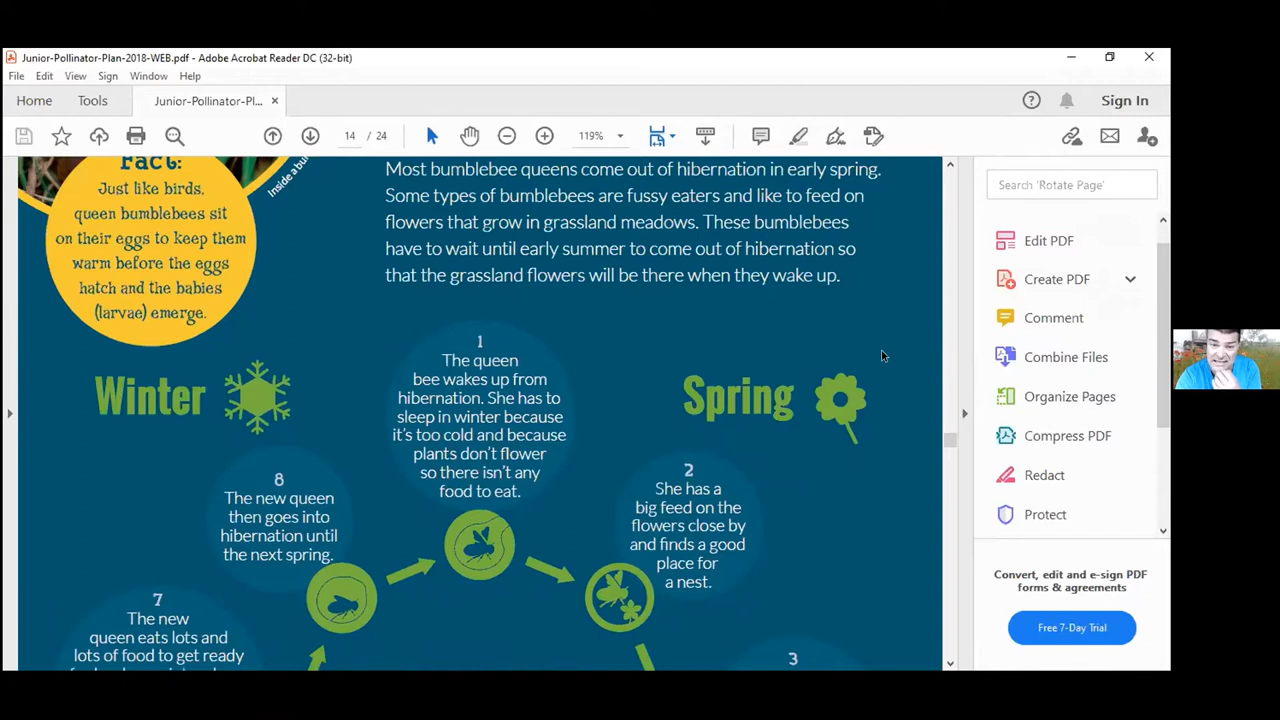 Junior-Pollinator-Plan-2018-WEB.pdf - Adobe Acrobat Reader DC (32-bit)
File Edit View Sign Window Help
Home Tools Junior-Pollinator-Pl... ×
Sign In
14 / 24
119%
Search 'Rotate Page'
Fact:
Just like birds,
queen bumblebees sit
on their eggs to keep them
warm before the eggs
hatch and the babies
(larvae) emerge.
Most bumblebee queens come out of hibernation in early spring.
Some types of bumblebees are fussy eaters and like to feed on
flowers that grow in grassland meadows. These bumblebees
have to wait until early summer to come out of hibernation so
that the grassland flowers will be there when they wake up.
Winter
Spring
1
The queen
bee wakes up from
hibernation. She has to
sleep in winter because
it's too cold and because
plants don't flower
so there isn't any
food to eat.
2
She has a
big feed on the
flowers close by
and finds a good
place for
a nest.
8
The new queen
then goes into
hibernation until
the next spring.
7
The new
queen eats lots and
lots of food to get ready
3
Edit PDF
Create PDF
Comment
Combine Files
Organize Pages
Compress PDF
Redact
Protect
Convert, edit and e-sign PDF
forms & agreements
Free 7-Day Trial